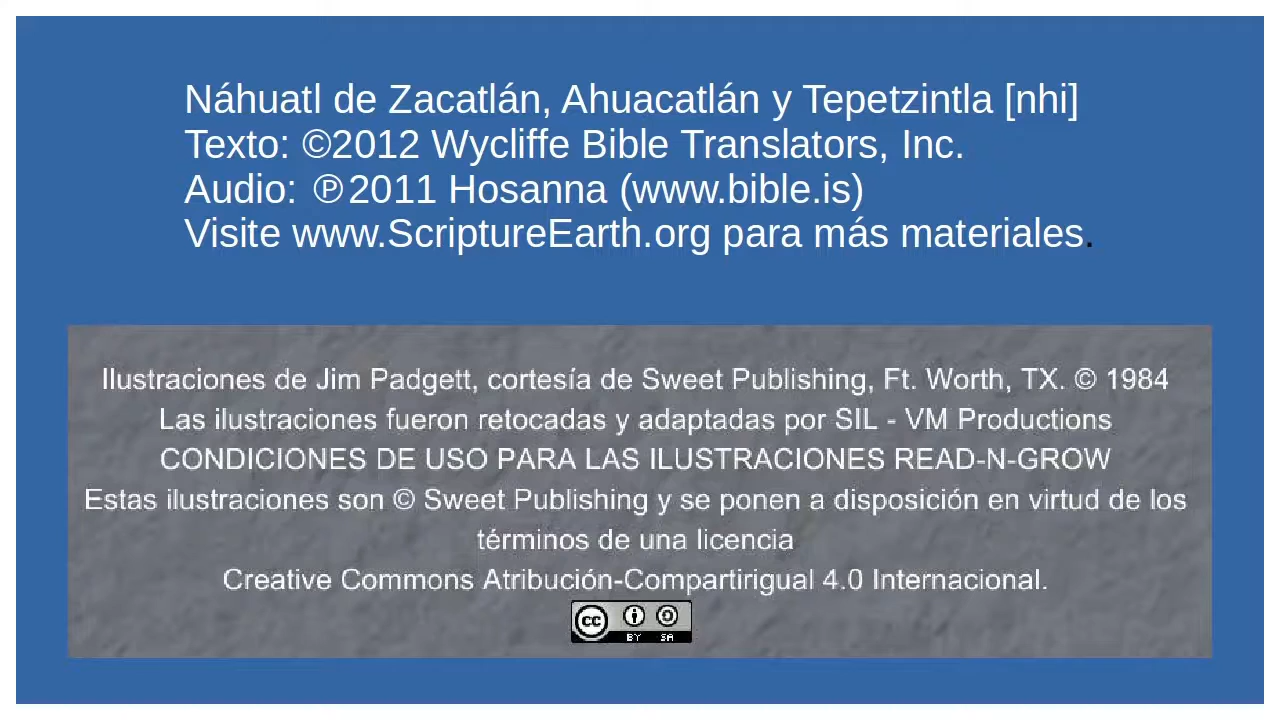 Náhuatl de Zacatlán, Ahuacatlán y Tepetzintla [nhi]
Texto: ©2012 Wycliffe Bible Translators, Inc.
Audio: ℗2011 Hosanna (www.bible.is)
Visite www.ScriptureEarth.org para más materiales.
Ilustraciones de Jim Padgett, cortesía de Sweet Publishing, Ft. Worth, TX. © 1984
Las ilustraciones fueron retocadas y adaptadas por SIL - VM Productions
CONDICIONES DE USO PARA LAS ILUSTRACIONES READ-N-GROW
Estas ilustraciones son © Sweet Publishing y se ponen a disposición en virtud de los
términos de una licencia
Creative Commons Atribución-Compartirigual 4.0 Internacional.
cc
BY SA